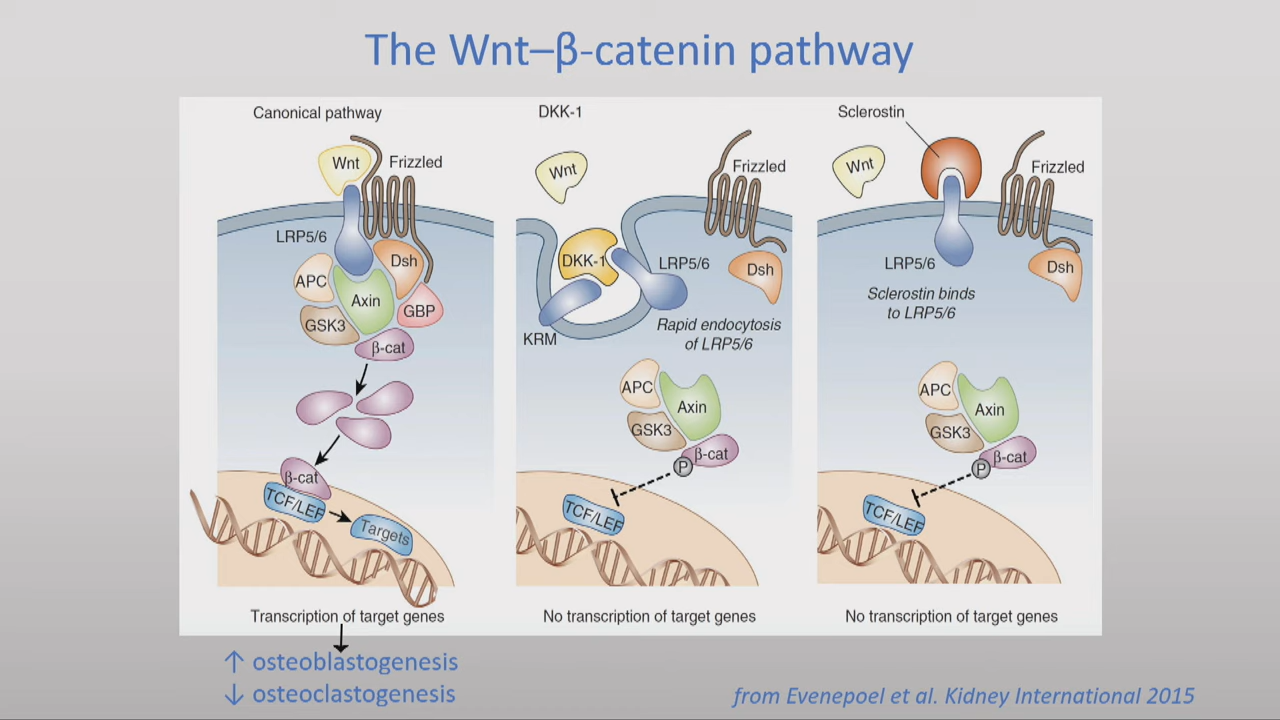 The Wnt–β-catenin pathway
Canonical pathway
Wnt
Frizzled
LRP5/6
Dsh
APC
Axin
GBP
GSK3
β-cat
β-cat
TCF/LEF
Targets
Transcription of target genes
↑ osteoblastogenesis
↓ osteoclastogenesis
DKK-1
Wnt
Frizzled
DKK-1
LRP5/6
Dsh
KRM
Rapid endocytosis
of LRP5/6
APC
Axin
GSK3
β-cat
P
TCF/LEF
No transcription of target genes
Sclerostin
Wnt
Frizzled
LRP5/6
Dsh
Sclerostin binds
to LRP5/6
APC
Axin
GSK3
β-cat
P
TCF/LEF
No transcription of target genes
from Evenepoel et al. Kidney International 2015